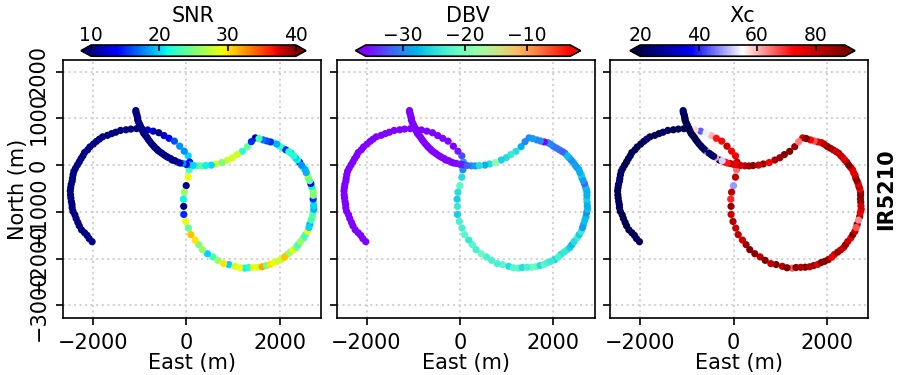 SNR DBV Xc
10 20 30 40 −30 −20 −10 20 40 60 80
North (m)
2000
1000
0
−1000
−2000
−3000
−2000 0 2000 −2000 0 2000 −2000 0 2000
East (m) East (m) East (m)
IR5210